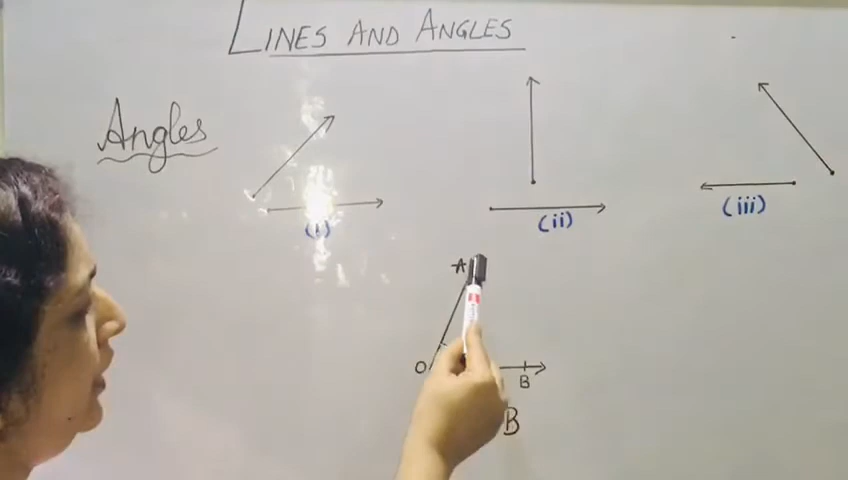 LINES AND ANGLES
Angles
(i)
(ii)
(iii)
A
O
B
B